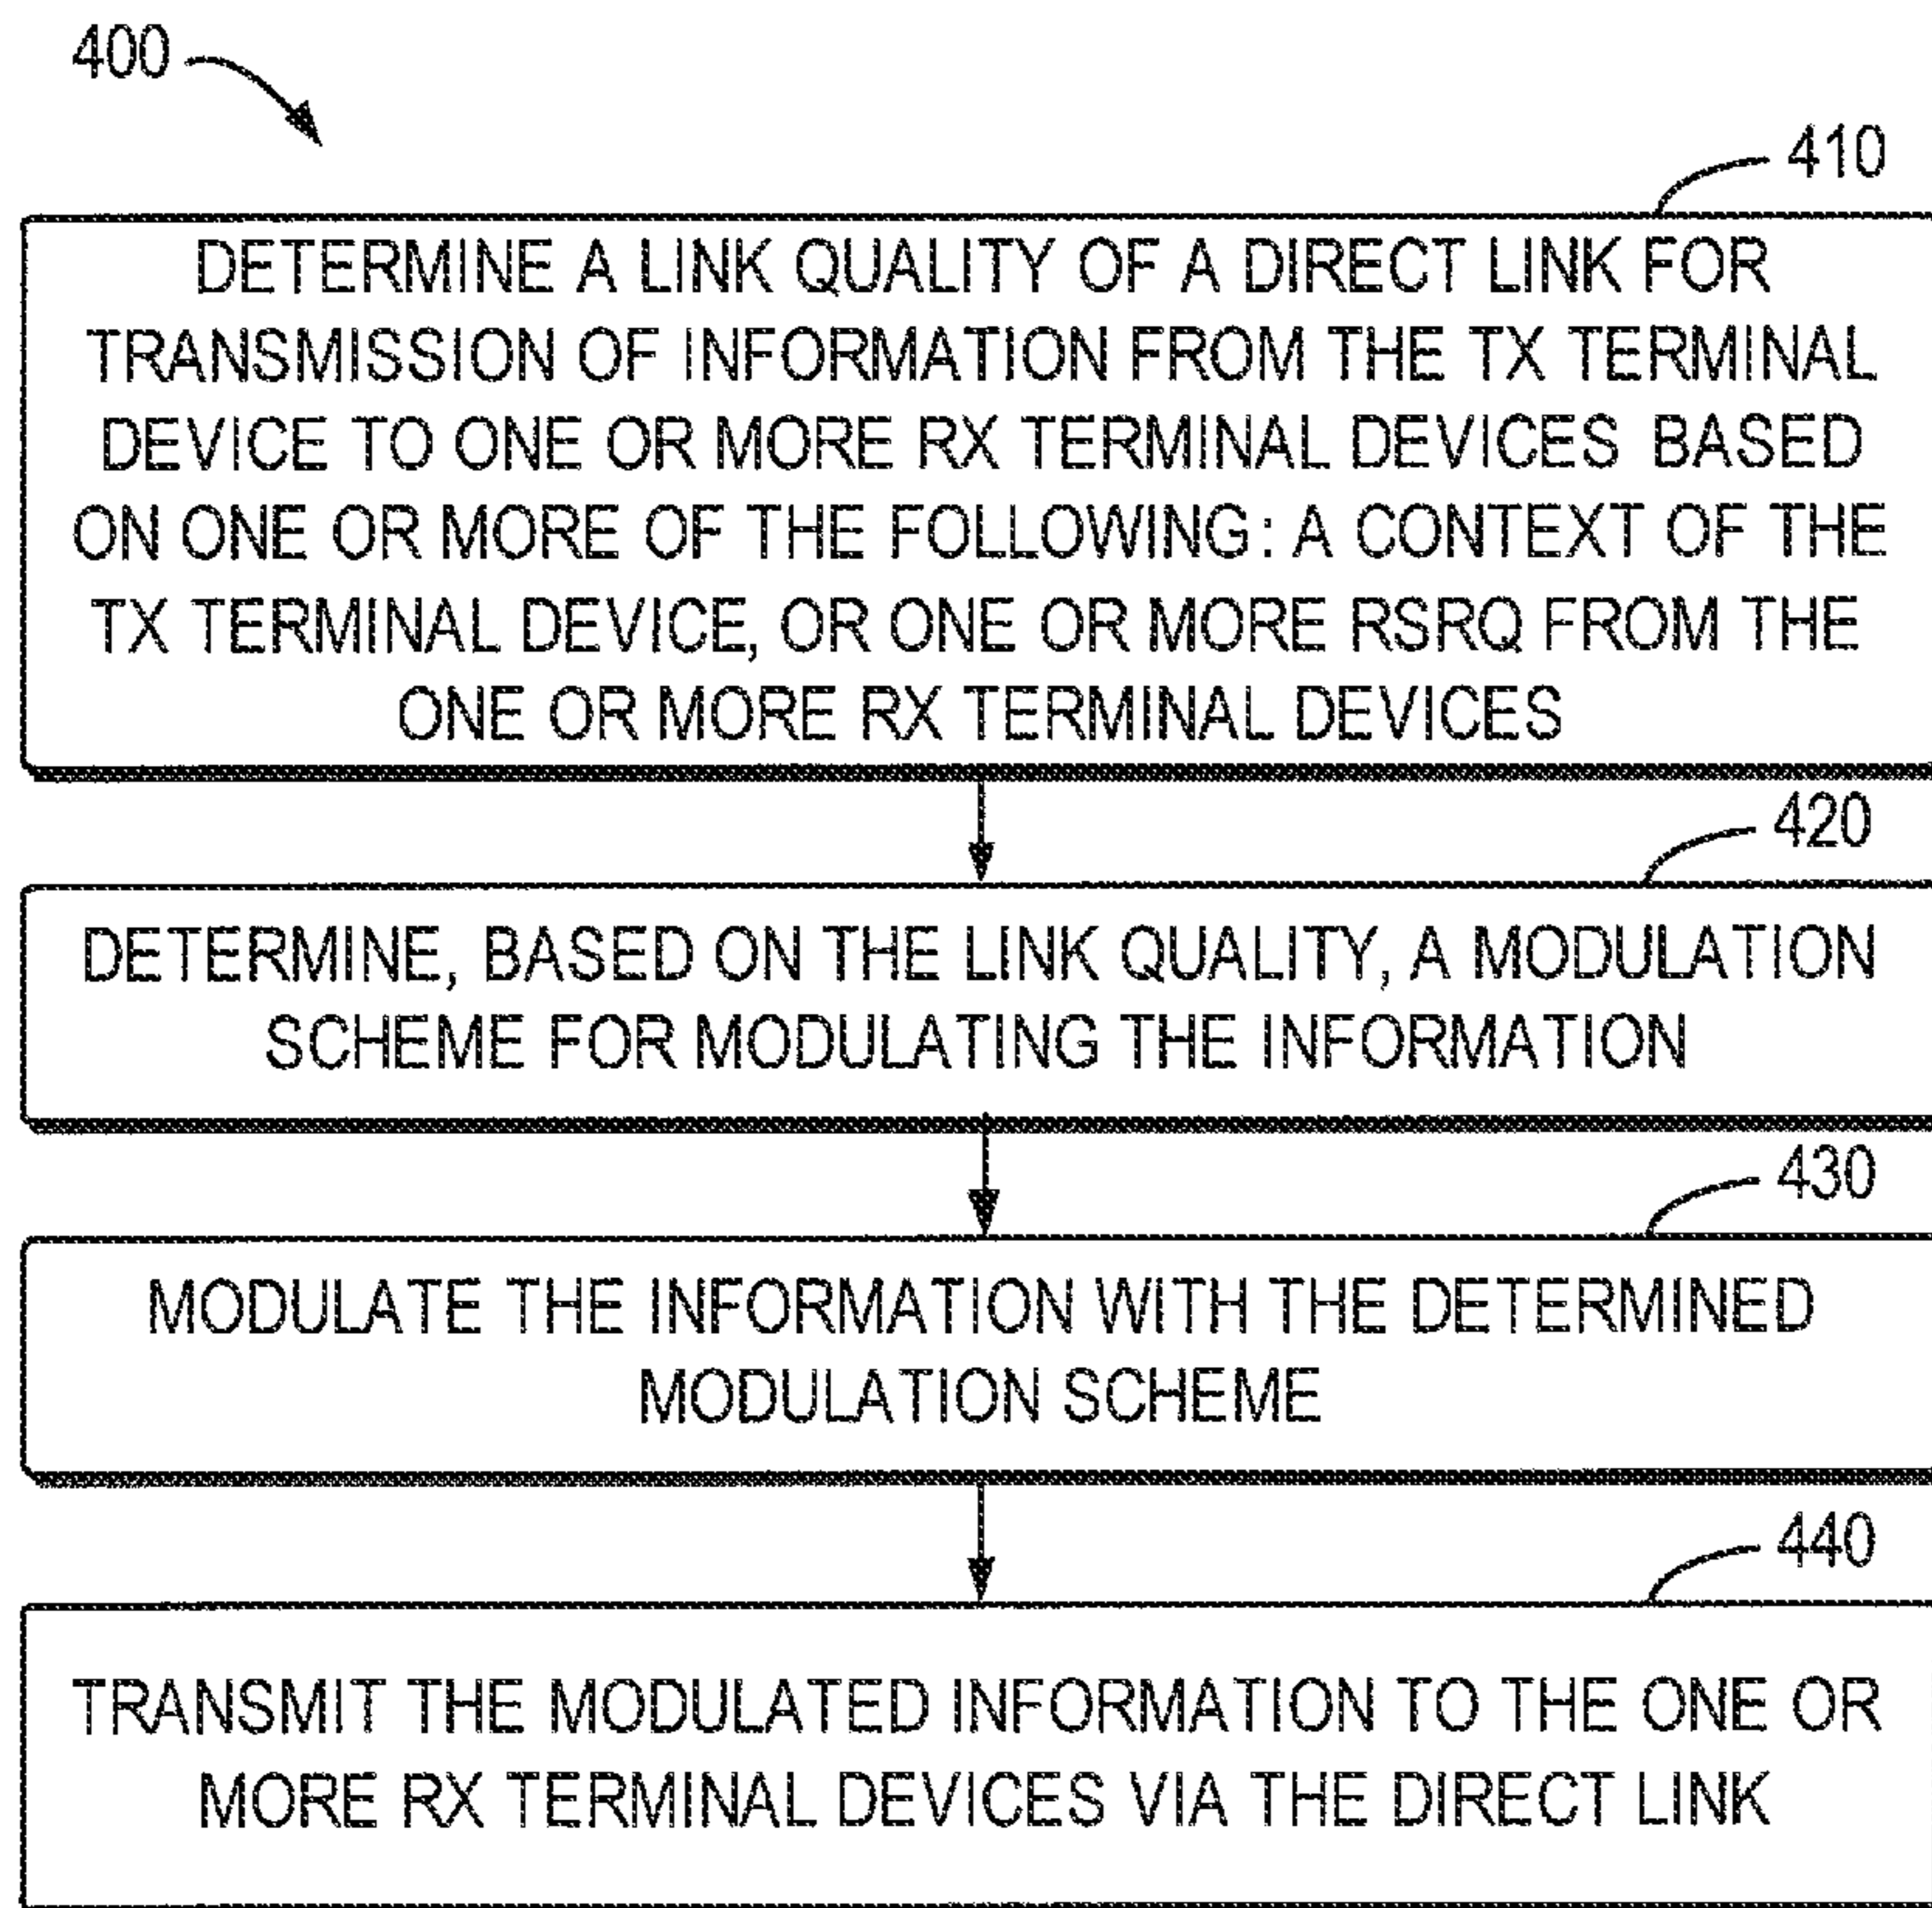 400
410
DETERMINE A LINK QUALITY OF A DIRECT LINK FOR
TRANSMISSION OF INFORMATION FROM THE TX TERMINAL
DEVICE TO ONE OR MORE RX TERMINAL DEVICES BASED
ON ONE OR MORE OF THE FOLLOWING: A CONTEXT OF THE
TX TERMINAL DEVICE, OR ONE OR MORE RSRQ FROM THE
ONE OR MORE RX TERMINAL DEVICES
420
DETERMINE, BASED ON THE LINK QUALITY, A MODULATION
SCHEME FOR MODULATING THE INFORMATION
430
MODULATE THE INFORMATION WITH THE DETERMINED
MODULATION SCHEME
440
TRANSMIT THE MODULATED INFORMATION TO THE ONE OR
MORE RX TERMINAL DEVICES VIA THE DIRECT LINK